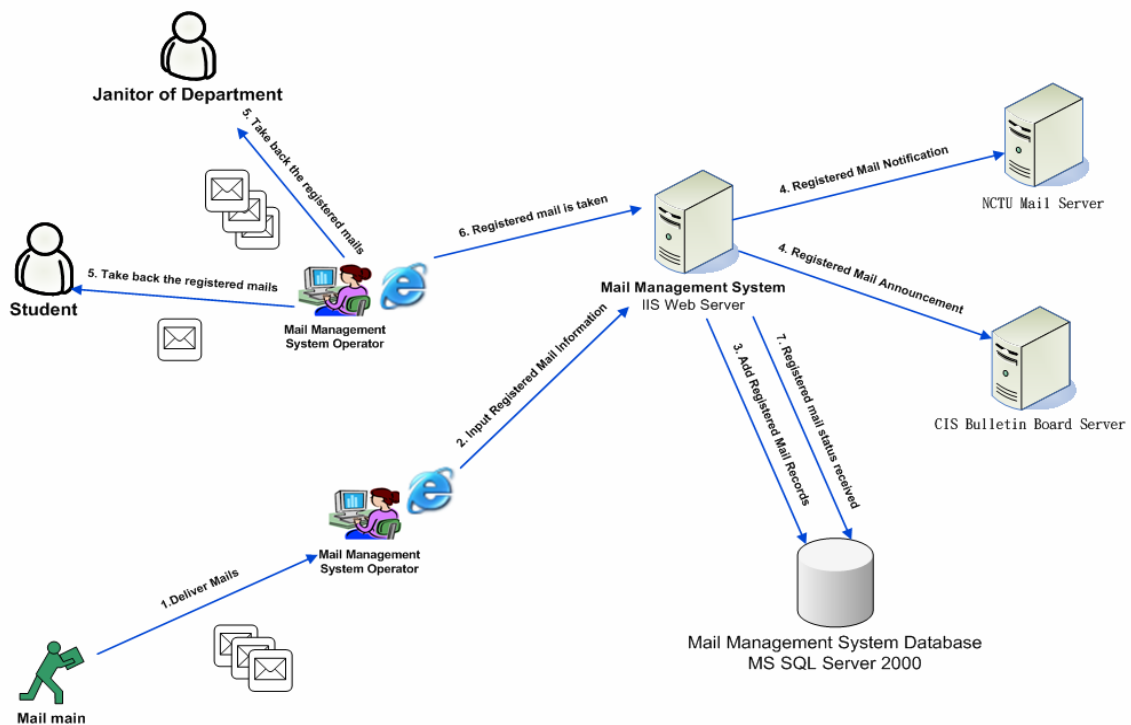 Janitor of Department
5. Take back the registered mails
Student
5. Take back the registered mails
Mail Management
System Operator
6. Registered mail is taken
Mail Management System
IIS Web Server
4. Registered Mail Notification
NCTU Mail Server
4. Registered Mail Announcement
CIS Bulletin Board Server
2. Input Registered Mail Information
3. Add Registered Mail Records
7. Registered mail status received
Mail Management
System Operator
1.Deliver Mails
Mail main
Mail Management System Database
MS SQL Server 2000